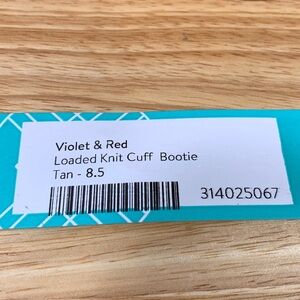 Violet & Red
Loaded Knit Cuff Bootie
Tan - 8.5
314025067